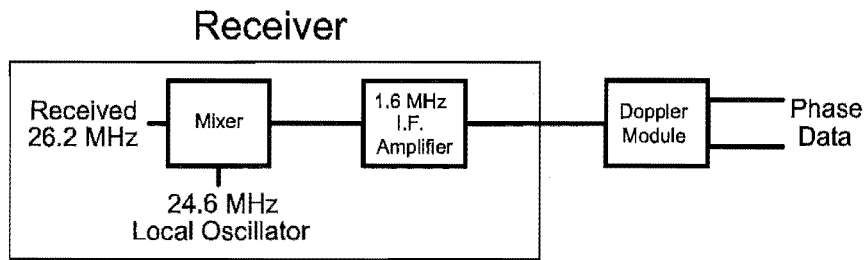 Receiver
Received
26.2 MHz
Mixer
1.6 MHz
I.F.
Amplifier
Doppler
Module
Phase
Data
24.6 MHz
Local Oscillator